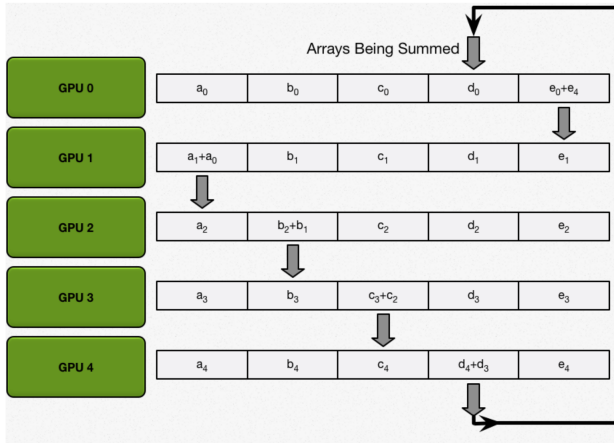 Arrays Being Summed
GPU 0 a₀ b₀ c₀ d₀ e₀+e₄
GPU 1 a₁+a₀ b₁ c₁ d₁ e₁
GPU 2 a₂ b₂+b₁ c₂ d₂ e₂
GPU 3 a₃ b₃ c₃+c₂ d₃ e₃
GPU 4 a₄ b₄ c₄ d₄+d₃ e₄